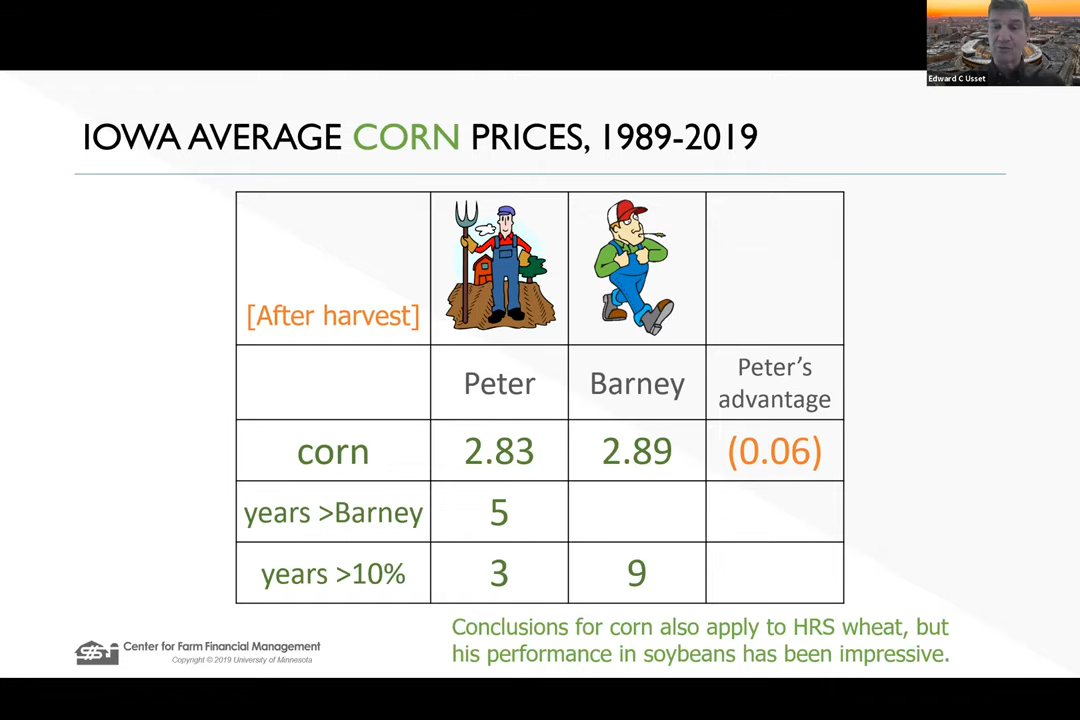 Edward C Usset
IOWA AVERAGE CORN PRICES, 1989-2019
[After harvest]
Peter
Barney
Peter’s
advantage
corn
2.83
2.89
(0.06)
years >Barney
5
years >10%
3
9
Conclusions for corn also apply to HRS wheat, but
his performance in soybeans has been impressive.
Center for Farm Financial Management
Copyright © 2019 University of Minnesota